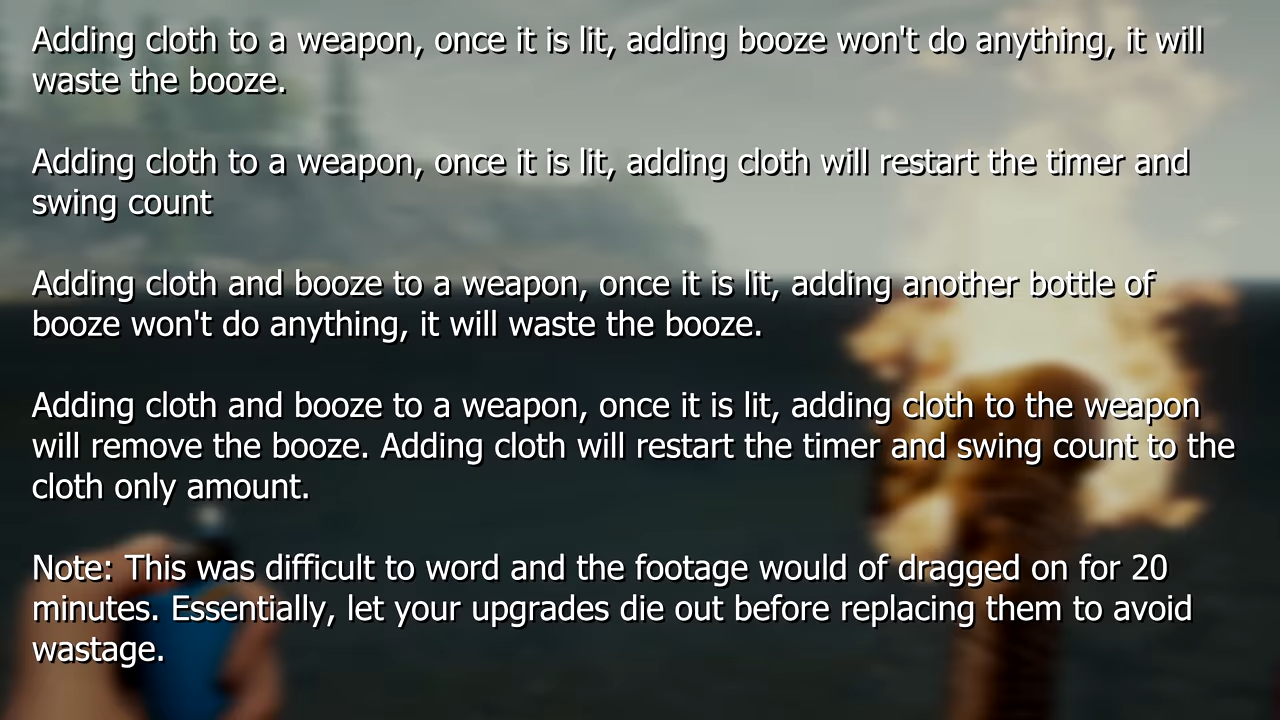 Adding cloth to a weapon, once it is lit, adding booze won't do anything, it will
waste the booze.
Adding cloth to a weapon, once it is lit, adding cloth will restart the timer and
swing count
Adding cloth and booze to a weapon, once it is lit, adding another bottle of
booze won't do anything, it will waste the booze.
Adding cloth and booze to a weapon, once it is lit, adding cloth to the weapon
will remove the booze. Adding cloth will restart the timer and swing count to the
cloth only amount.
Note: This was difficult to word and the footage would of dragged on for 20
minutes. Essentially, let your upgrades die out before replacing them to avoid
wastage.